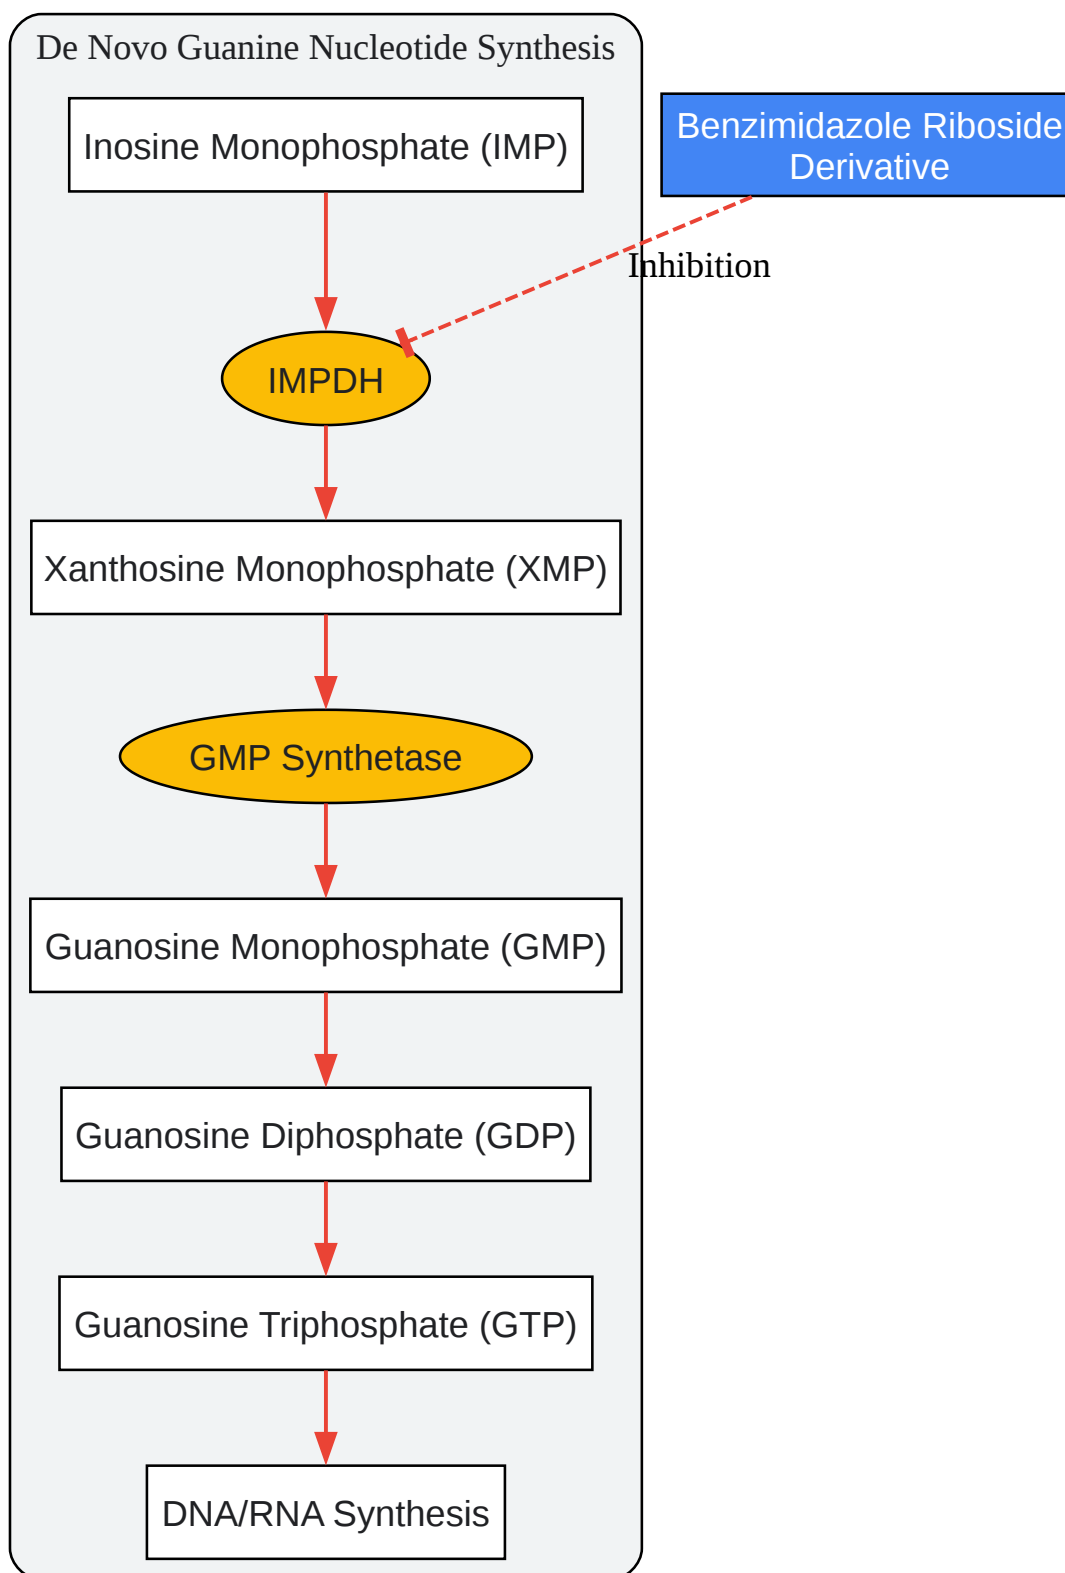 De Novo Guanine Nucleotide Synthesis
Inosine Monophosphate (IMP)
Benzimidazole Riboside
Derivative
Inhibition
IMPDH
Xanthosine Monophosphate (XMP)
GMP Synthetase
Guanosine Monophosphate (GMP)
Guanosine Diphosphate (GDP)
Guanosine Triphosphate (GTP)
DNA/RNA Synthesis